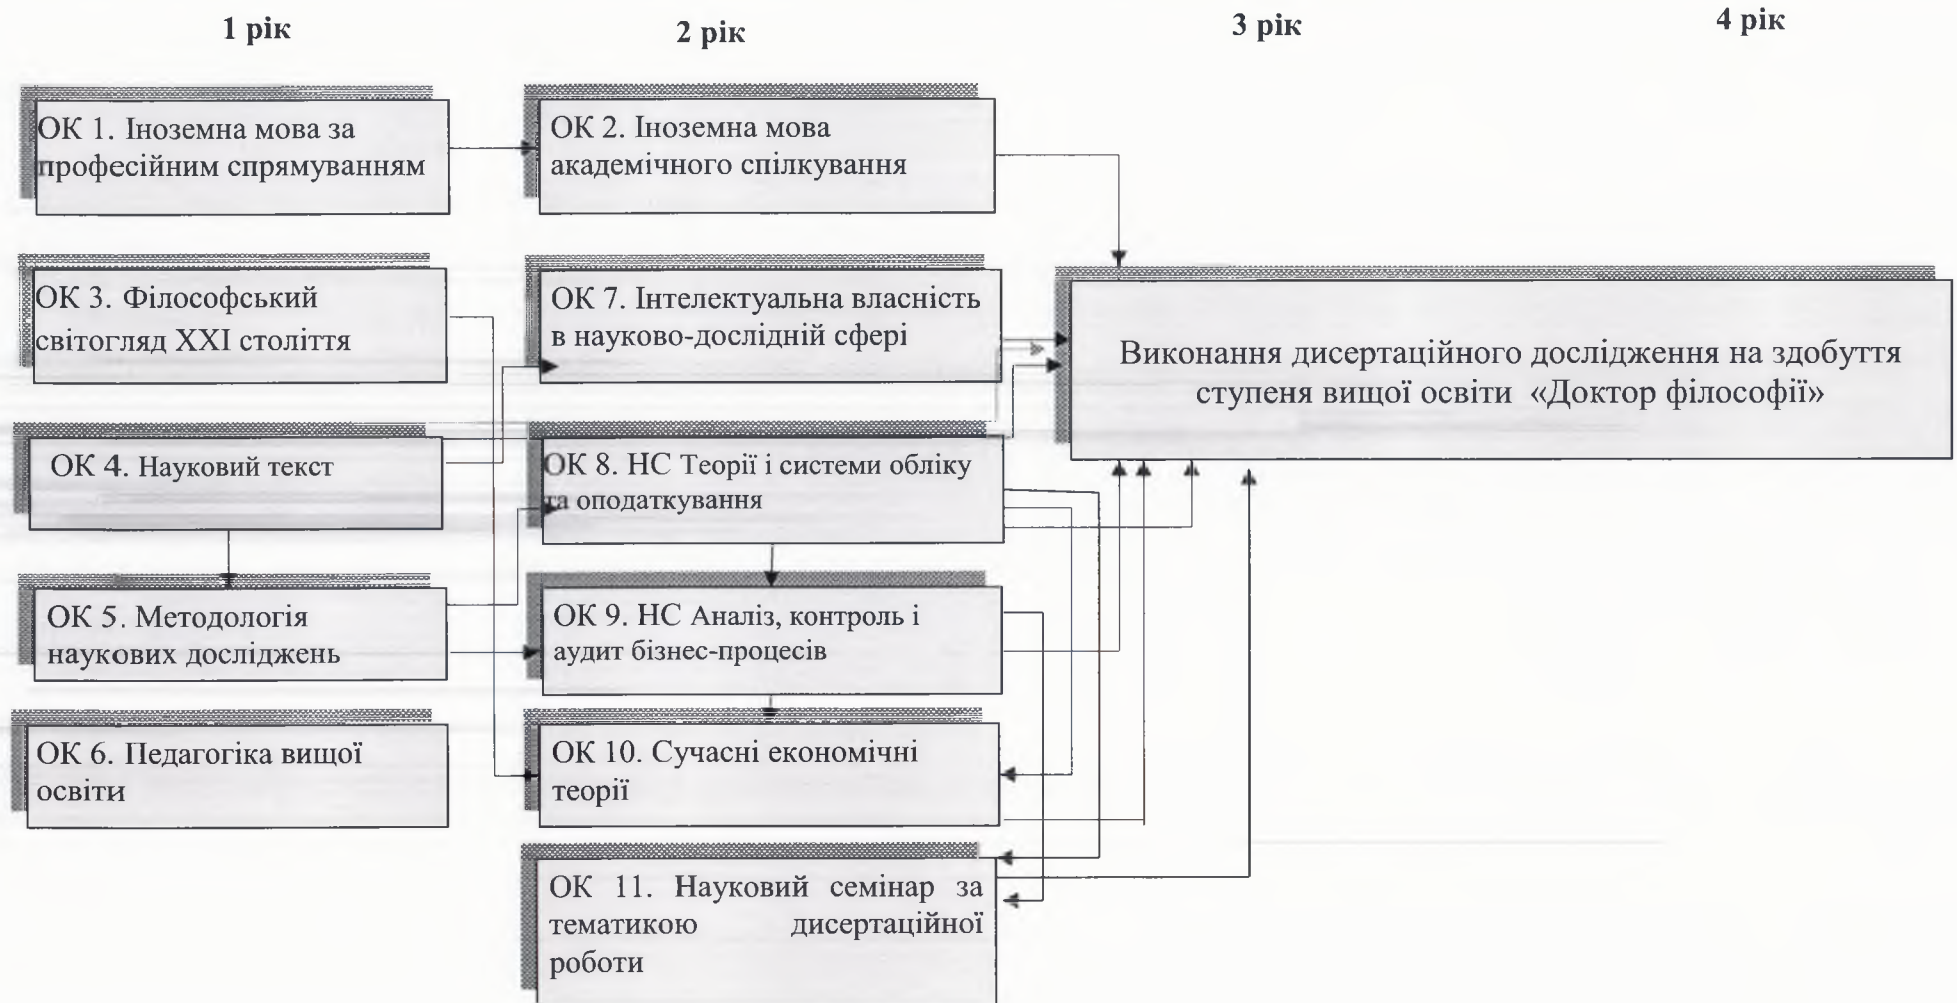 1 рік
2 рік
3 рік
4 рік
ОК 1. Іноземна мова за
професійним спрямуванням
ОК 2. Іноземна мова
академічного спілкування
ОК 3. Філософський
світогляд ХХІ століття
ОК 7. Інтелектуальна власність
в науково-дослідній сфері
Виконання дисертаційного дослідження на здобуття
ступеня вищої освіти «Доктор філософії»
ОК 4. Науковий текст
ОК 8. НС Теорії і системи обліку
та оподаткування
ОК 5. Методологія
наукових досліджень
ОК 9. НС Аналіз, контроль і
аудит бізнес-процесів
ОК 6. Педагогіка вищої
освіти
ОК 10. Сучасні економічні
теорії
ОК 11. Науковий семінар за
тематикою дисертаційної
роботи